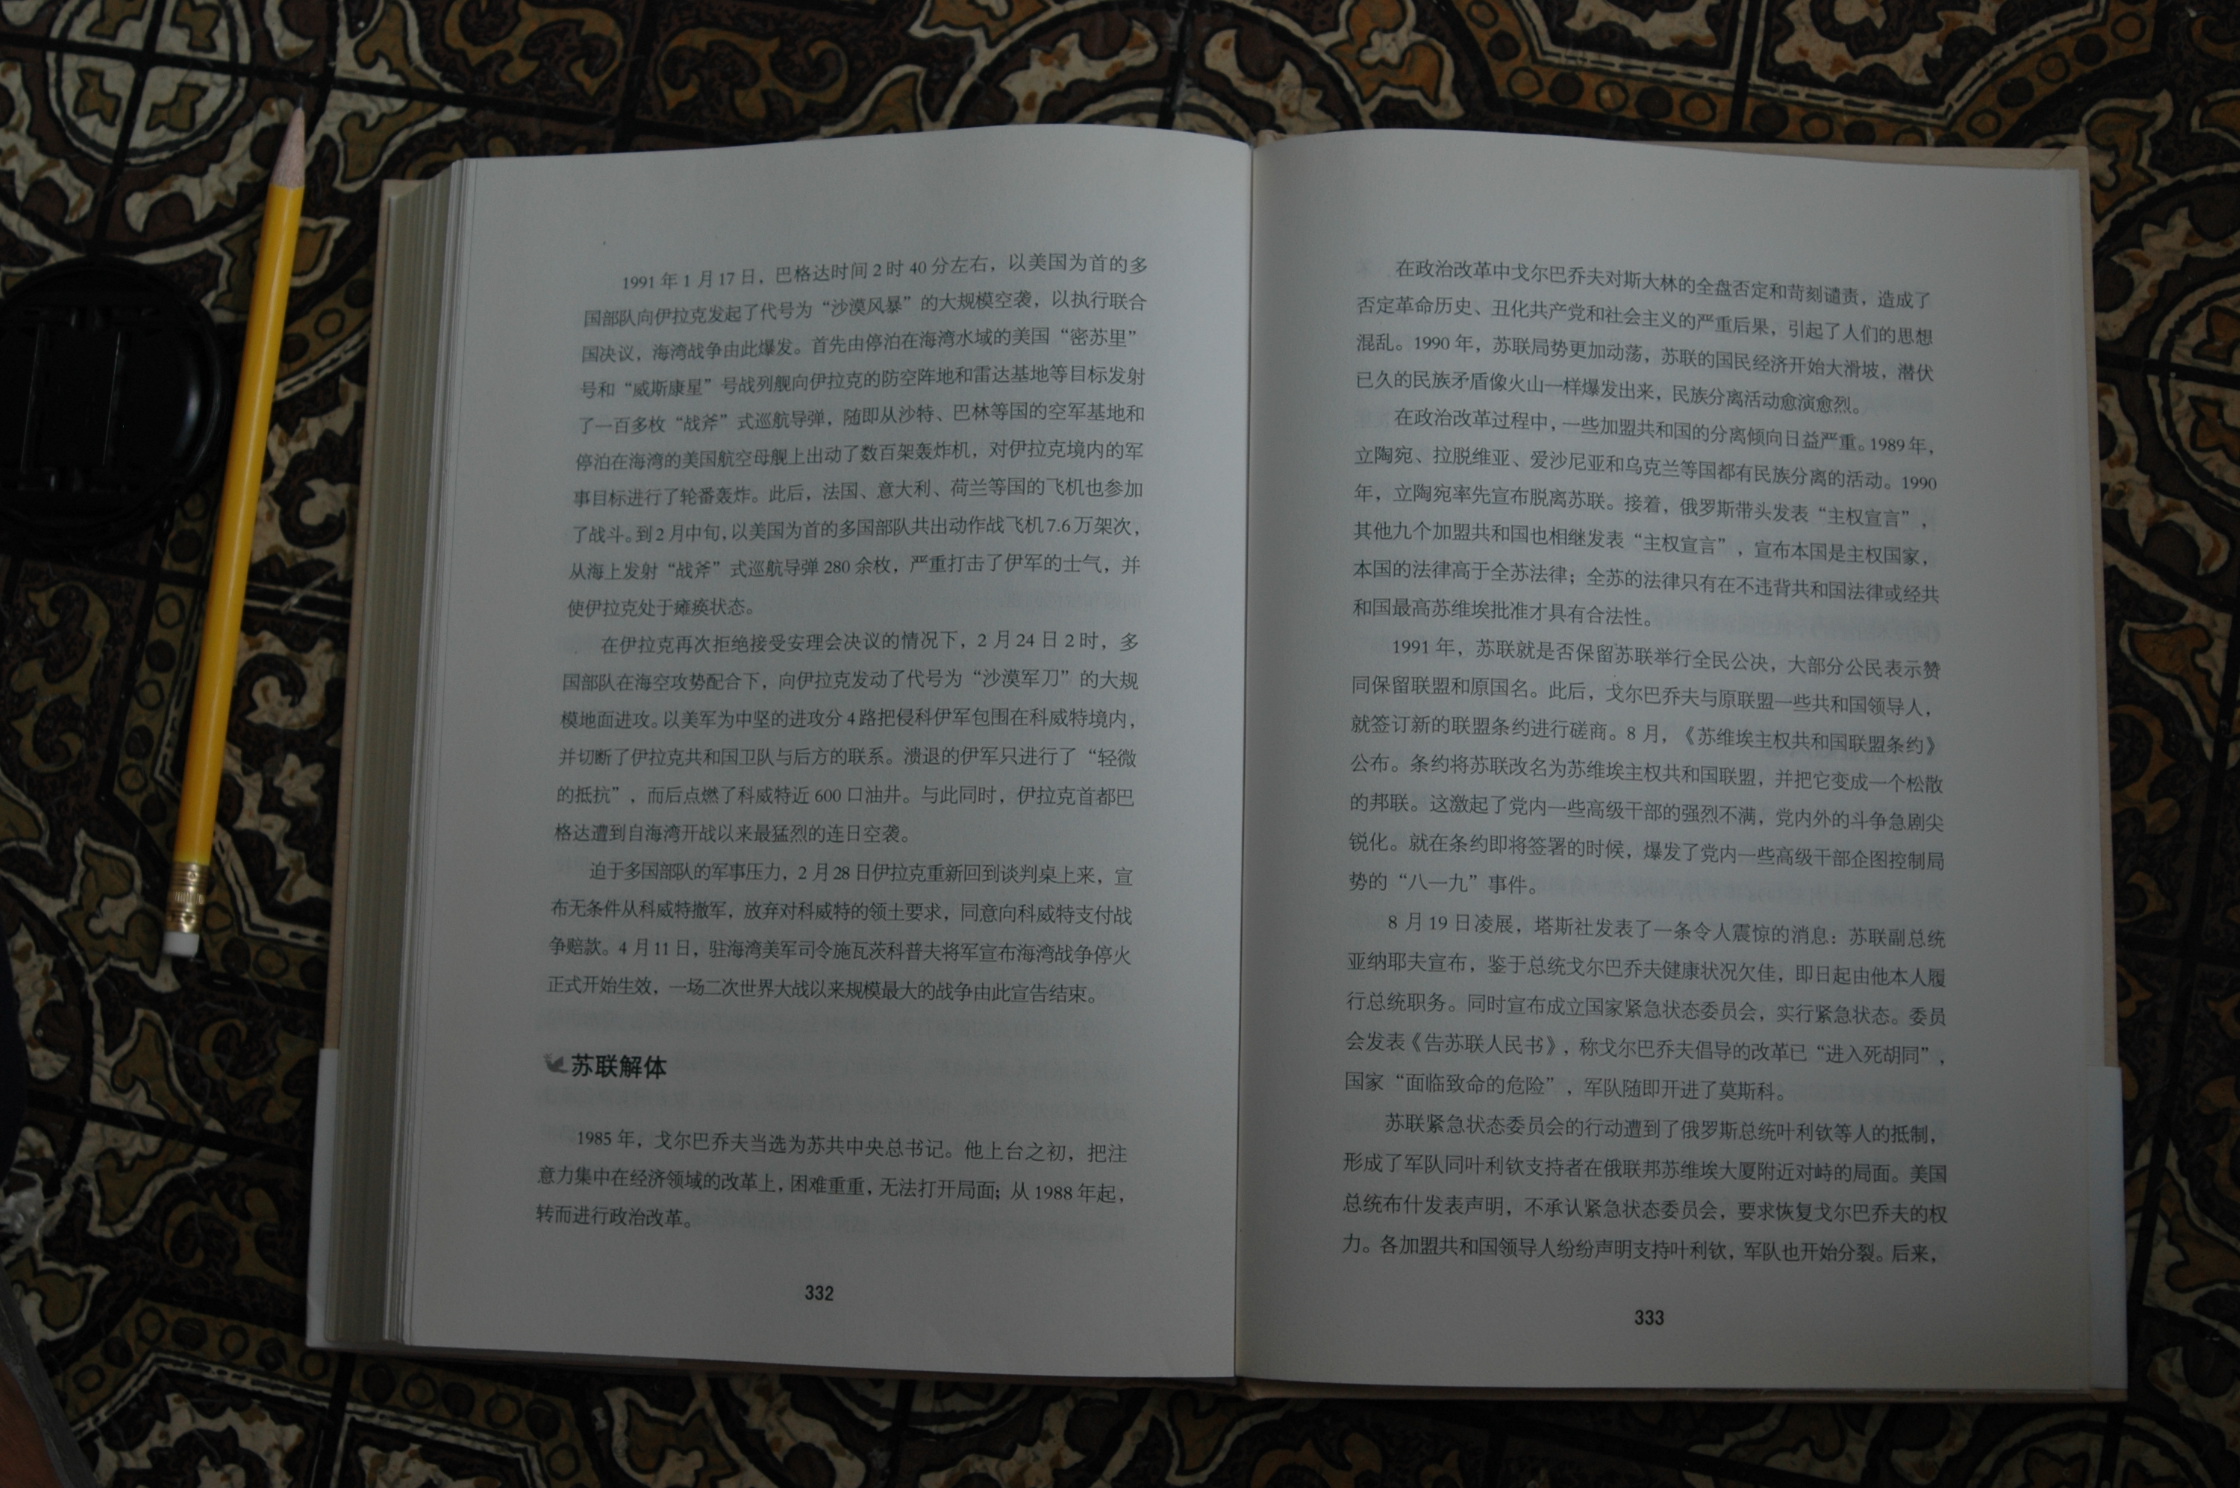 1991 年 1 月 17 日，巴格达时间 2 时 40 分左右，以美国为首的多
国部队向伊拉克发起了代号为“沙漠风暴”的大规模空袭，以执行联合
国决议，海湾战争由此爆发。首先由停泊在海湾水域的美国“密苏里”
号和“威斯康星”号战列舰向伊拉克的防空阵地和雷达基地等目标发射
了一百多枚“战斧”式巡航导弹，随即从沙特、巴林等国的空军基地和
停泊在海湾的美国航空母舰上出动了数百架轰炸机，对伊拉克境内的军
事目标进行了轮番轰炸。此后，法国、意大利、荷兰等国的飞机也参加
了战斗。到 2 月中旬，以美国为首的多国部队共出动作战飞机 7.6 万架次，
从海上发射“战斧”式巡航导弹 280 余枚，严重打击了伊军的士气，并
使伊拉克处于瘫痪状态。
在伊拉克再次拒绝接受安理会决议的情况下，2 月 24 日 2 时，多
国部队在海空攻势配合下，向伊拉克发动了代号为“沙漠军刀”的大规
模地面进攻。以美军为中坚的进攻分 4 路把侵科伊军包围在科威特境内，
并切断了伊拉克共和国卫队与后方的联系。溃退的伊军只进行了“轻微
的抵抗”，而后点燃了科威特近 600 口油井。与此同时，伊拉克首都巴
格达遭到自海湾开战以来最猛烈的连日空袭。
迫于多国部队的军事压力，2 月 28 日伊拉克重新回到谈判桌上来，宣
布无条件从科威特撤军，放弃对科威特的领土要求，同意向科威特支付战
争赔款。4 月 11 日，驻海湾美军司令施瓦茨科普夫将军宣布海湾战争停火
正式开始生效，一场二次世界大战以来规模最大的战争由此宣告结束。
苏联解体
1985 年，戈尔巴乔夫当选为苏共中央总书记。他上台之初，把注
意力集中在经济领域的改革上，困难重重，无法打开局面；从 1988 年起，
转而进行政治改革。
332
在政治改革中戈尔巴乔夫对斯大林的全盘否定和苛刻谴责，造成了
否定革命历史、丑化共产党和社会主义的严重后果，引起了人们的思想
混乱。1990 年，苏联局势更加动荡，苏联的国民经济开始大滑坡，潜伏
已久的民族矛盾像火山一样爆发出来，民族分离活动愈演愈烈。
在政治改革过程中，一些加盟共和国的分离倾向日益严重。1989 年，
立陶宛、拉脱维亚、爱沙尼亚和乌克兰等国都有民族分离的活动。1990
年，立陶宛率先宣布脱离苏联。接着，俄罗斯带头发表“主权宣言”，
其他九个加盟共和国也相继发表“主权宣言”，宣布本国是主权国家，
本国的法律高于全苏法律；全苏的法律只有在不违背共和国法律或经共
和国最高苏维埃批准才具有合法性。
1991 年，苏联就是否保留苏联举行全民公决，大部分公民表示赞
同保留联盟和原国名。此后，戈尔巴乔夫与原联盟一些共和国领导人，
就签订新的联盟条约进行磋商。8 月，《苏维埃主权共和国联盟条约》
公布。条约将苏联改名为苏维埃主权共和国联盟，并把它变成一个松散
的邦联。这激起了党内一些高级干部的强烈不满，党内外的斗争急剧尖
锐化。就在条约即将签署的时候，爆发了党内一些高级干部企图控制局
势的“八一九”事件。
8 月 19 日凌晨，塔斯社发表了一条令人震惊的消息：苏联副总统
亚纳耶夫宣布，鉴于总统戈尔巴乔夫健康状况欠佳，即日起由他本人履
行总统职务。同时宣布成立国家紧急状态委员会，实行紧急状态。委员
会发表《告苏联人民书》，称戈尔巴乔夫倡导的改革已“进入死胡同”，
国家“面临致命的危险”，军队随即开进了莫斯科。
苏联紧急状态委员会的行动遭到了俄罗斯总统叶利钦等人的抵制，
形成了军队同叶利钦支持者在俄联邦苏维埃大厦附近对峙的局面。美国
总统布什发表声明，不承认紧急状态委员会，要求恢复戈尔巴乔夫的权
力。各加盟共和国领导人纷纷声明支持叶利钦，军队也开始分裂。后来，
333